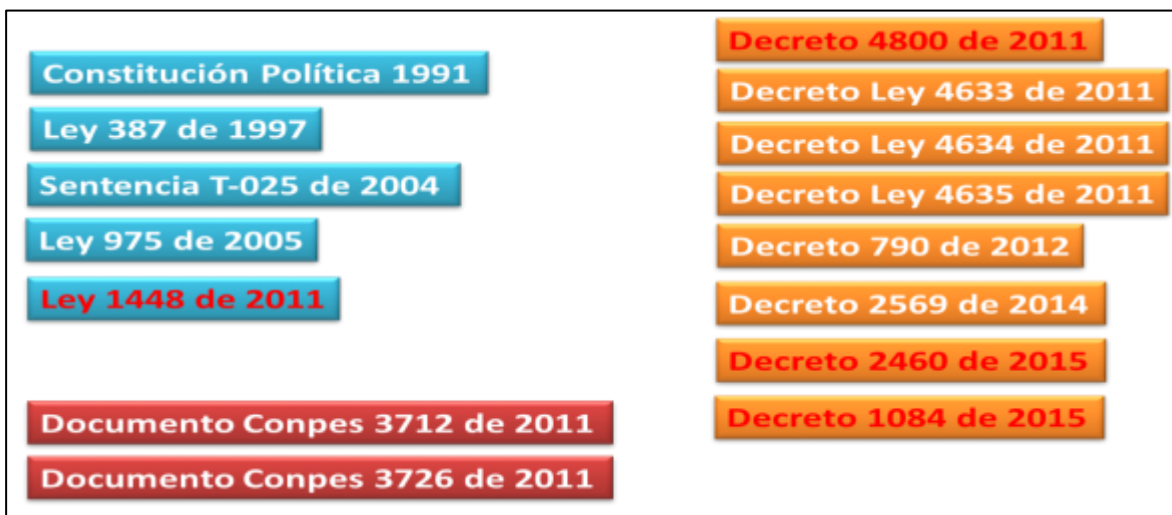 Constitución Política 1991
Ley 387 de 1997
Sentencia T-025 de 2004
Ley 975 de 2005
Ley 1448 de 2011
Documento Conpes 3712 de 2011
Documento Conpes 3726 de 2011
Decreto 4800 de 2011
Decreto Ley 4633 de 2011
Decreto Ley 4634 de 2011
Decreto Ley 4635 de 2011
Decreto 790 de 2012
Decreto 2569 de 2014
Decreto 2460 de 2015
Decreto 1084 de 2015